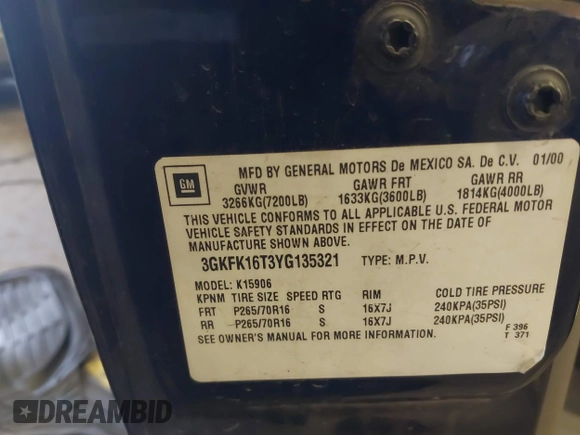 GM
MFD BY GENERAL MOTORS De MEXICO SA. De C.V. 01/00
GVWR GAWR FRT GAWR RR
3266KG(7200LB) 1633KG(3600LB) 1814KG(4000LB)
THIS VEHICLE CONFORMS TO ALL APPLICABLE U.S. FEDERAL MOTOR
VEHICLE SAFETY STANDARDS IN EFFECT ON THE DATE OF
MANUFACTURE SHOWN ABOVE.
3GKFK16T3YG135321 TYPE: M.P.V.
MODEL: K15906
KPNM TIRE SIZE SPEED RTG RIM COLD TIRE PRESSURE
FRT P265/70R16 S 16X7J 240KPA(35PSI)
RR P265/70R16 S 16X7J 240KPA(35PSI)
SEE OWNER'S MANUAL FOR MORE INFORMATION.
F 396
T 371
DREAMBID